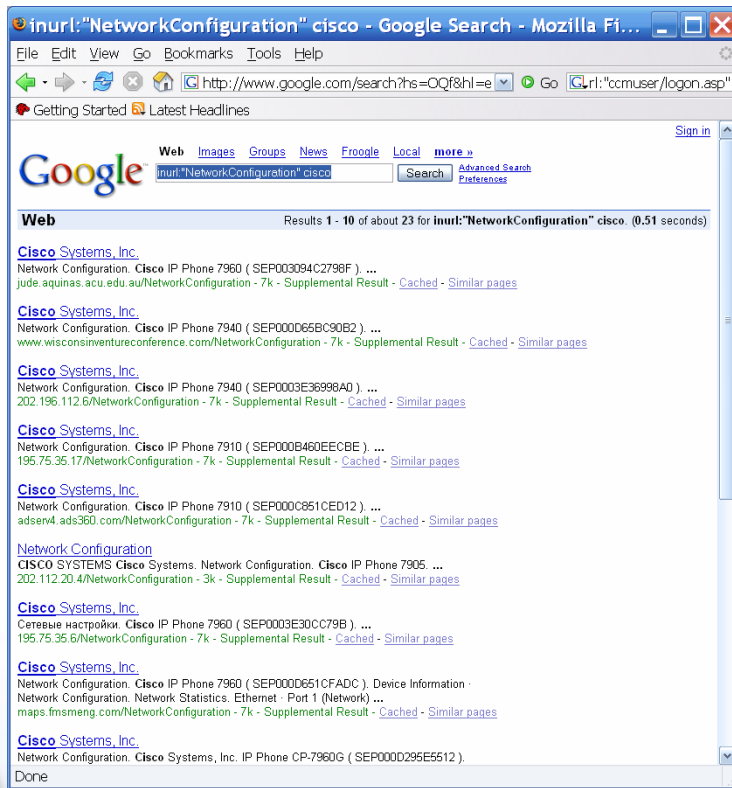 inurl:"NetworkConfiguration" cisco - Google Search - Mozilla Fi...
File Edit View Go Bookmarks Tools Help
http://www.google.com/search?hs=OQf&hl=e Go rl:"ccmuser/logon.asp"
Getting Started Latest Headlines
Sign in
Web Images Groups News Froogle Local more »
Google
inurl:"NetworkConfiguration" cisco Search Advanced Search
Preferences
Web Results 1 - 10 of about 23 for inurl:"NetworkConfiguration" cisco. (0.51 seconds)
Cisco Systems, Inc.
Network Configuration. Cisco IP Phone 7960 ( SEP003094C2798F ). ...
jude.aquinas.acu.edu.au/NetworkConfiguration - 7k - Supplemental Result - Cached - Similar pages
Cisco Systems, Inc.
Network Configuration. Cisco IP Phone 7940 ( SEP000D65BC90B2 ). ...
www.wisconsinventureconference.com/NetworkConfiguration - 7k - Supplemental Result - Cached - Similar pages
Cisco Systems, Inc.
Network Configuration. Cisco IP Phone 7940 ( SEP0003E36998A0 ). ...
202.196.112.6/NetworkConfiguration - 7k - Supplemental Result - Cached - Similar pages
Cisco Systems, Inc.
Network Configuration. Cisco IP Phone 7910 ( SEP000B460EECBE ). ...
195.75.35.17/NetworkConfiguration - 7k - Supplemental Result - Cached - Similar pages
Cisco Systems, Inc.
Network Configuration. Cisco IP Phone 7910 ( SEP000C851CED12 ). ...
adserv4.ads360.com/NetworkConfiguration - 7k - Supplemental Result - Cached - Similar pages
Network Configuration
CISCO SYSTEMS Cisco Systems. Network Configuration. Cisco IP Phone 7905. ...
202.112.20.4/NetworkConfiguration - 3k - Supplemental Result - Cached - Similar pages
Cisco Systems, Inc.
Сетевые настройки. Cisco IP Phone 7960 ( SEP0003E30CC79B ). ...
195.75.35.6/NetworkConfiguration - 7k - Supplemental Result - Cached - Similar pages
Cisco Systems, Inc.
Network Configuration. Cisco IP Phone 7960 ( SEP000D651CFADC ). Device Information ·
Network Configuration. Network Statistics. Ethernet · Port 1 (Network) ...
maps.fmsmeng.com/NetworkConfiguration - 7k - Supplemental Result - Cached - Similar pages
Cisco Systems, Inc.
Network Configuration. Cisco Systems, Inc. IP Phone CP-7960G ( SEP000D295E5512 ).
Done